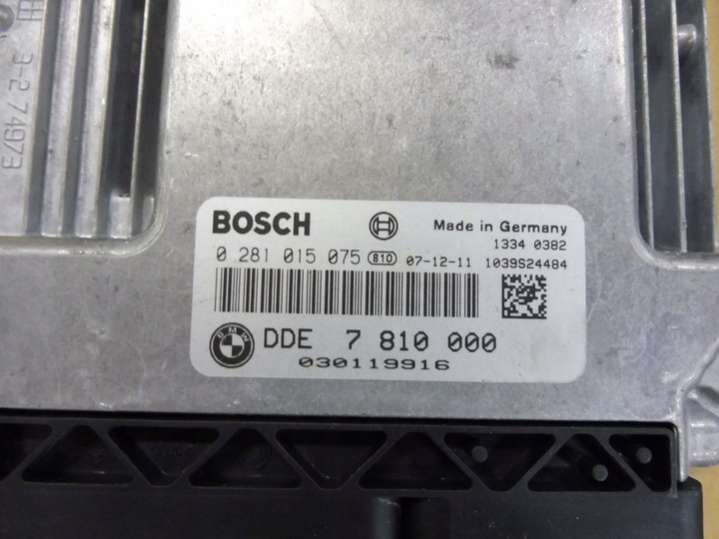 3-2 74973
BOSCH
Made in Germany
1334 0382
0 281 015 075 810 07-12-11 1039S24484
BMW
DDE 7 810 000
030119916